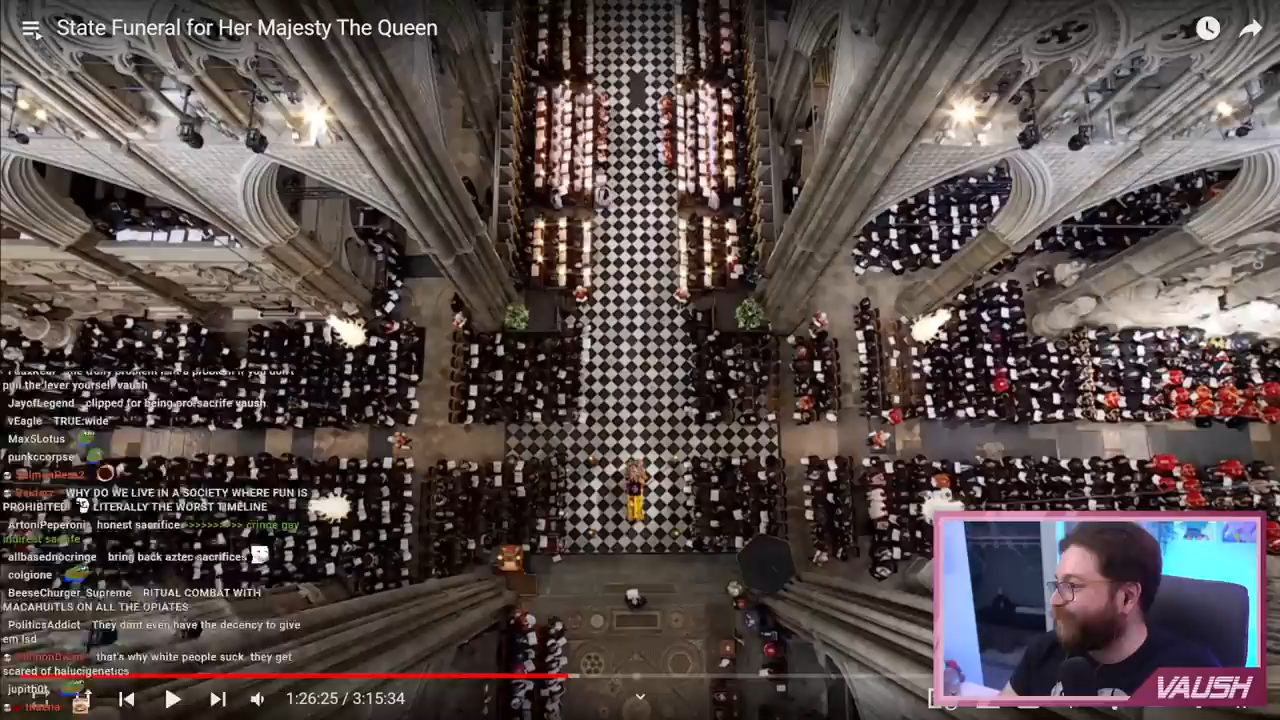 State Funeral for Her Majesty The Queen
pull the lever yourself vaush
JayofLegend clipped for being pro-sacrife vaush
vEagle TRUE:wide
MaxSLotus
punkccorpse
WHY DO WE LIVE IN A SOCIETY WHERE FUN IS
PROHIBITED LITERALLY THE WORST TIMELINE
ArtoniPeperoni honest sacrifice >>>>>>>>>> cringe gay
indirect sacrife
allbasednocringe bring back aztec sacrifices
colgione
BeeseChurger_Supreme RITUAL COMBAT WITH
MACAHUITLS ON ALL THE OPIATES
PoliticsAddict They dont even have the decency to give
em lsd
that's why white people suck, they get
scared of halucigenetics
1:26:25 / 3:15:34
VAUSH